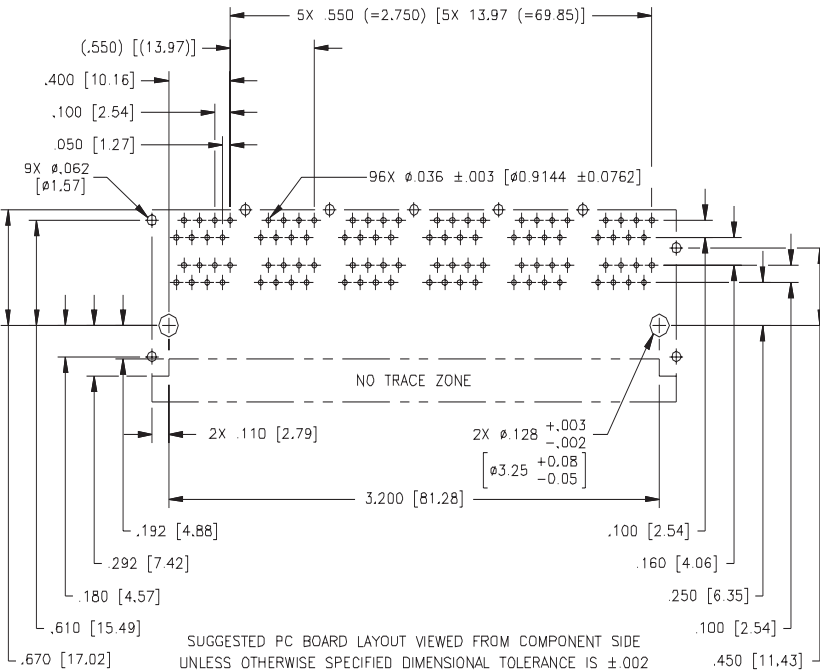 5X .550 (=2.750) [5X 13.97 (=69.85)]
(.550) [(13.97)]
.400 [10.16]
.100 [2.54]
.050 [1.27]
9X ø.062
[ø1.57]
96X ø.036 ±.003 [ø0.9144 ±0.0762]
NO TRACE ZONE
2X .110 [2.79]
2X ø.128 +.003
-.002
[ø3.25 +0.08
-0.05]
3.200 [81.28]
.192 [4.88]
.100 [2.54]
.292 [7.42]
.160 [4.06]
.180 [4.57]
.250 [6.35]
.610 [15.49]
.100 [2.54]
.670 [17.02]
.450 [11.43]
SUGGESTED PC BOARD LAYOUT VIEWED FROM COMPONENT SIDE
UNLESS OTHERWISE SPECIFIED DIMENSIONAL TOLERANCE IS ±.002